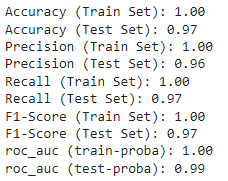 Accuracy (Train Set): 1.00
Accuracy (Test Set): 0.97
Precision (Train Set): 1.00
Precision (Test Set): 0.96
Recall (Train Set): 1.00
Recall (Test Set): 0.97
F1-Score (Train Set): 1.00
F1-Score (Test Set): 0.97
roc_auc (train-proba): 1.00
roc_auc (test-proba): 0.99